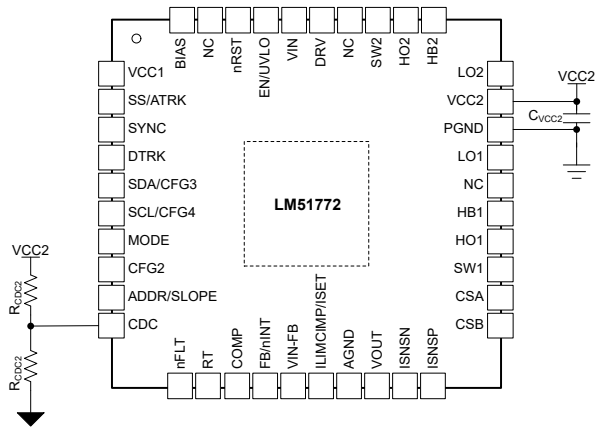 BIAS
NC
nRST
EN/UVLO
VIN
DRV
NC
SW2
HO2
HB2
VCC1
SS/ATRK
SYNC
DTRK
SDA/CFG3
SCL/CFG4
MODE
CFG2
ADDR/SLOPE
CDC
LM51772
LO2
VCC2
PGND
LO1
NC
HB1
HO1
SW1
CSA
CSB
VCC2
CVCC2
VCC2
RCDC2
RCDC2
nFLT
RT
COMP
FB/nINT
VIN-FB
ILIMCIMP/ISET
AGND
VOUT
ISNSN
ISNSP